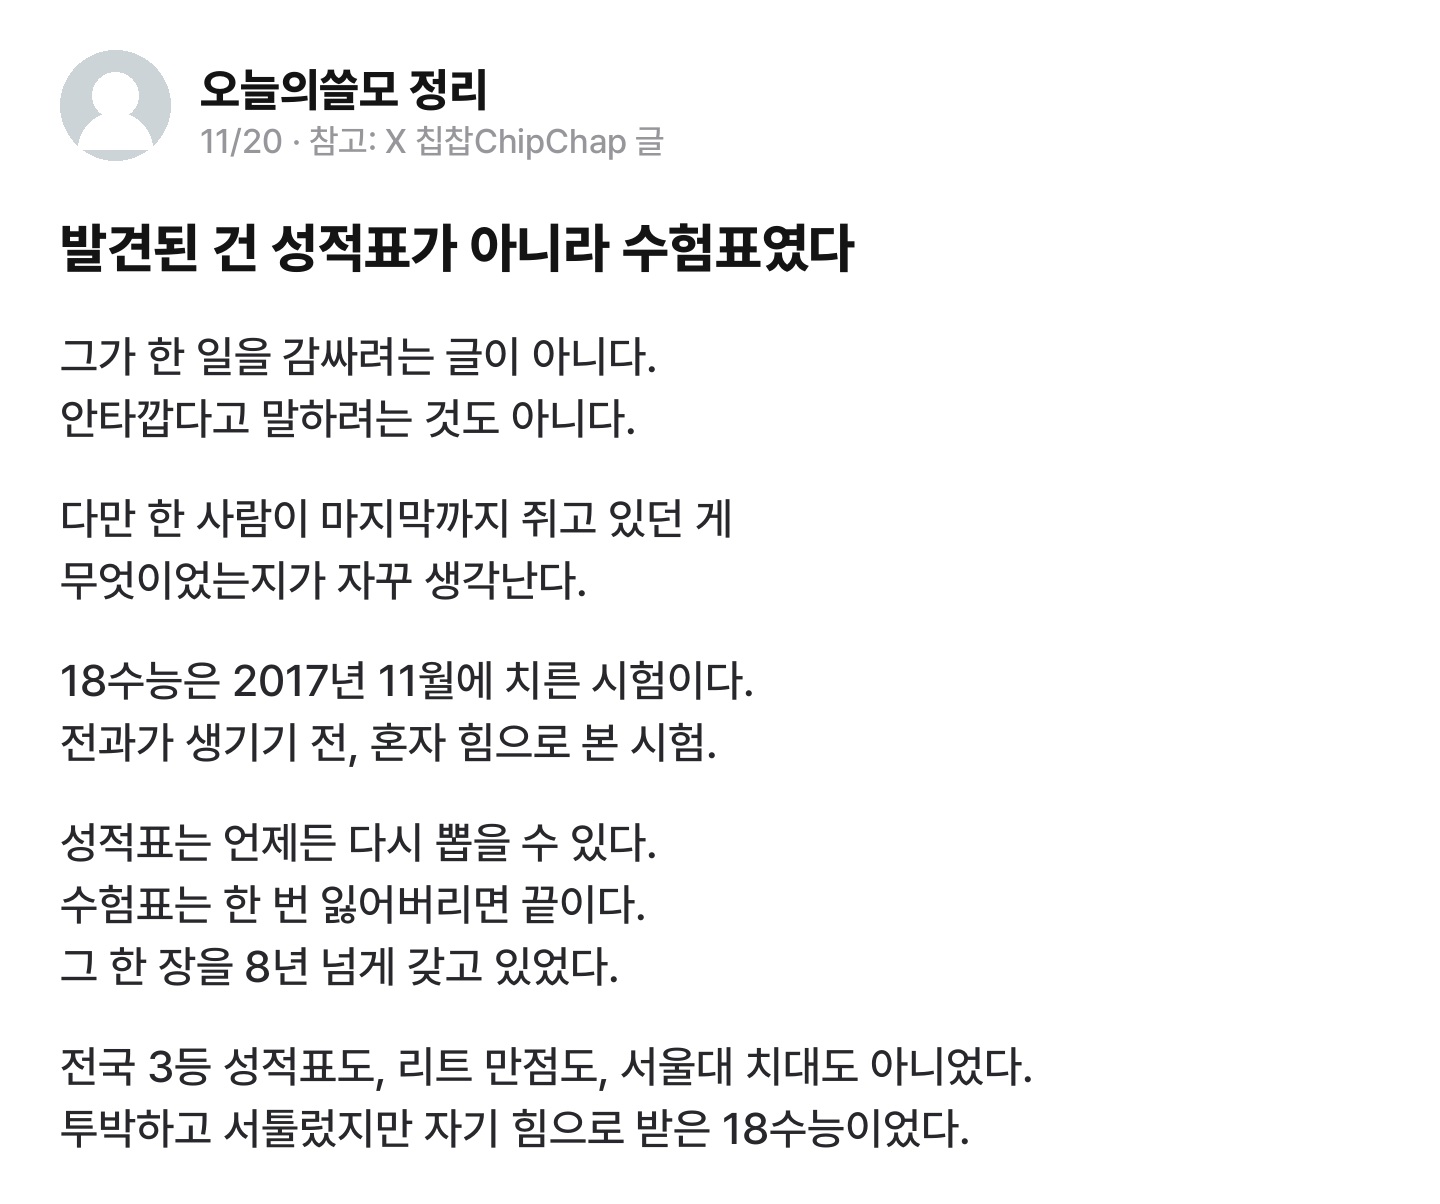 오늘의쓸모 정리
11/20 · 참고: X 칩찹ChipChap 글
발견된 건 성적표가 아니라 수험표였다
그가 한 일을 감싸려는 글이 아니다.
안타깝다고 말하려는 것도 아니다.
다만 한 사람이 마지막까지 쥐고 있던 게
무엇이었는지가 자꾸 생각난다.
18수능은 2017년 11월에 치른 시험이다.
전과가 생기기 전, 혼자 힘으로 본 시험.
성적표는 언제든 다시 뽑을 수 있다.
수험표는 한 번 잃어버리면 끝이다.
그 한 장을 8년 넘게 갖고 있었다.
전국 3등 성적표도, 리트 만점도, 서울대 치대도 아니었다.
투박하고 서툴렀지만 자기 힘으로 받은 18수능이었다.